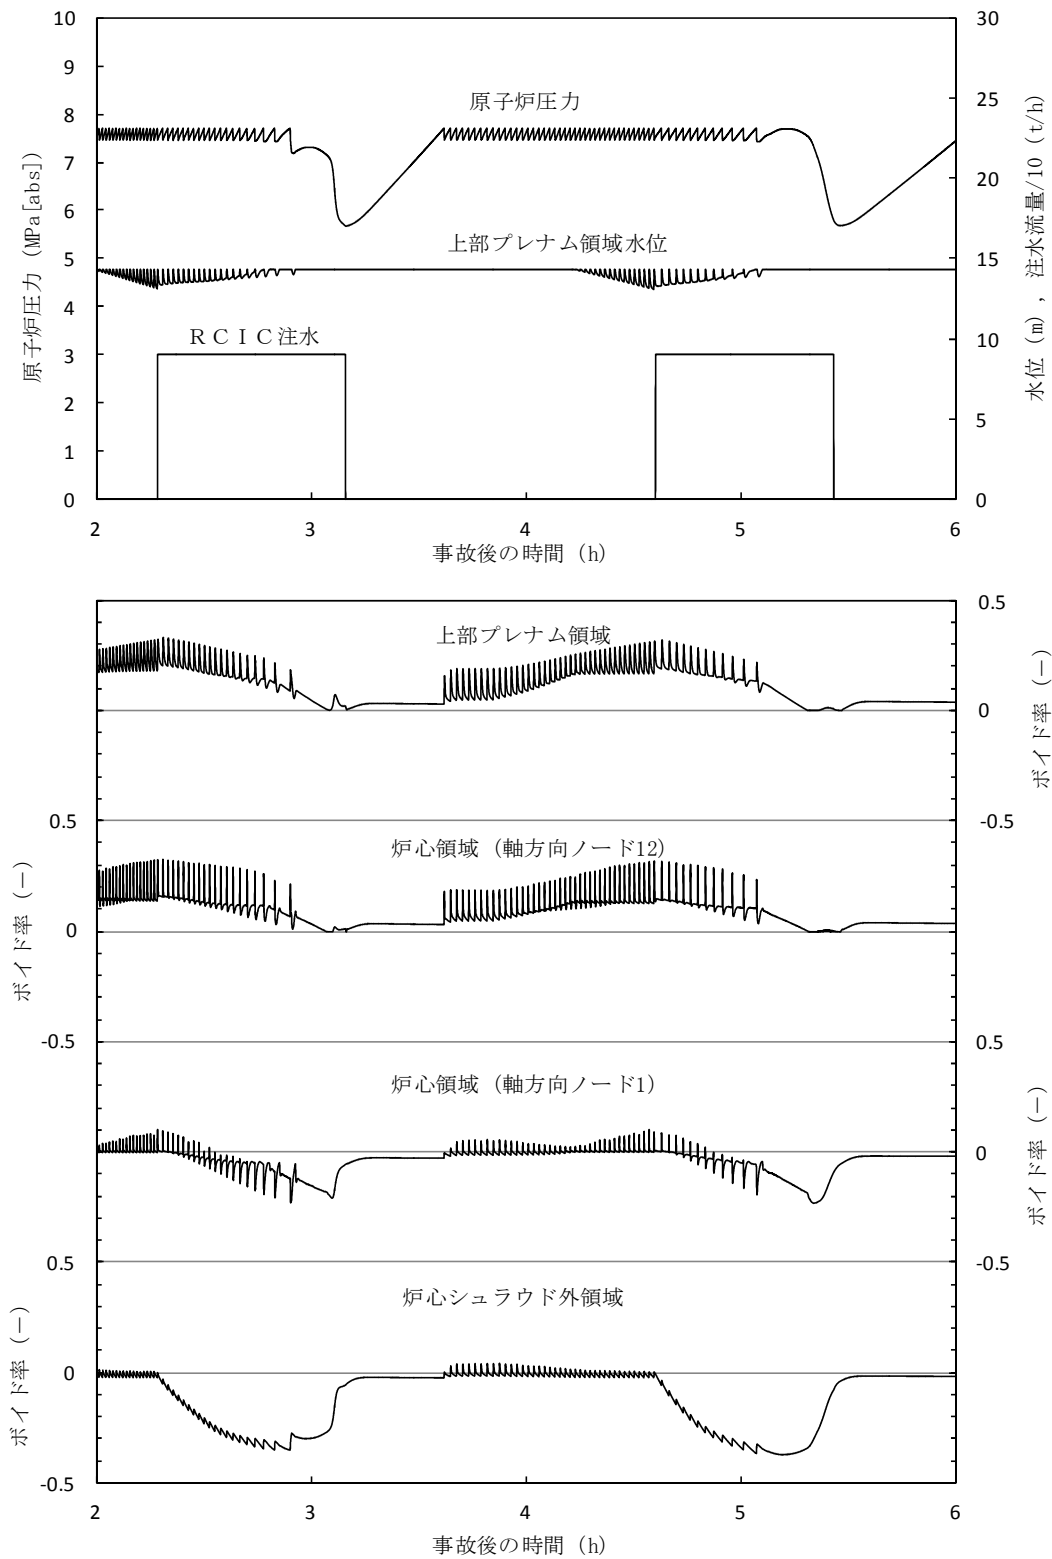 10
9
8
7
6
5
4
3
2
1
0
原子炉圧力 (MPa[abs])
30
25
20
15
10
5
0
水位 (m) , 注水流量/10 (t/h)
原子炉圧力
上部プレナム領域水位
ＲＣＩＣ注水
2 3 4 5 6
事故後の時間 (h)
上部プレナム領域
0.5
0
-0.5
ボイド率 (－)
炉心領域 (軸方向ノード12)
0.5
0
-0.5
ボイド率 (－)
炉心領域 (軸方向ノード1)
0.5
0
-0.5
ボイド率 (－)
炉心シュラウド外領域
0.5
0
-0.5
ボイド率 (－)
2 3 4 5 6
事故後の時間 (h)